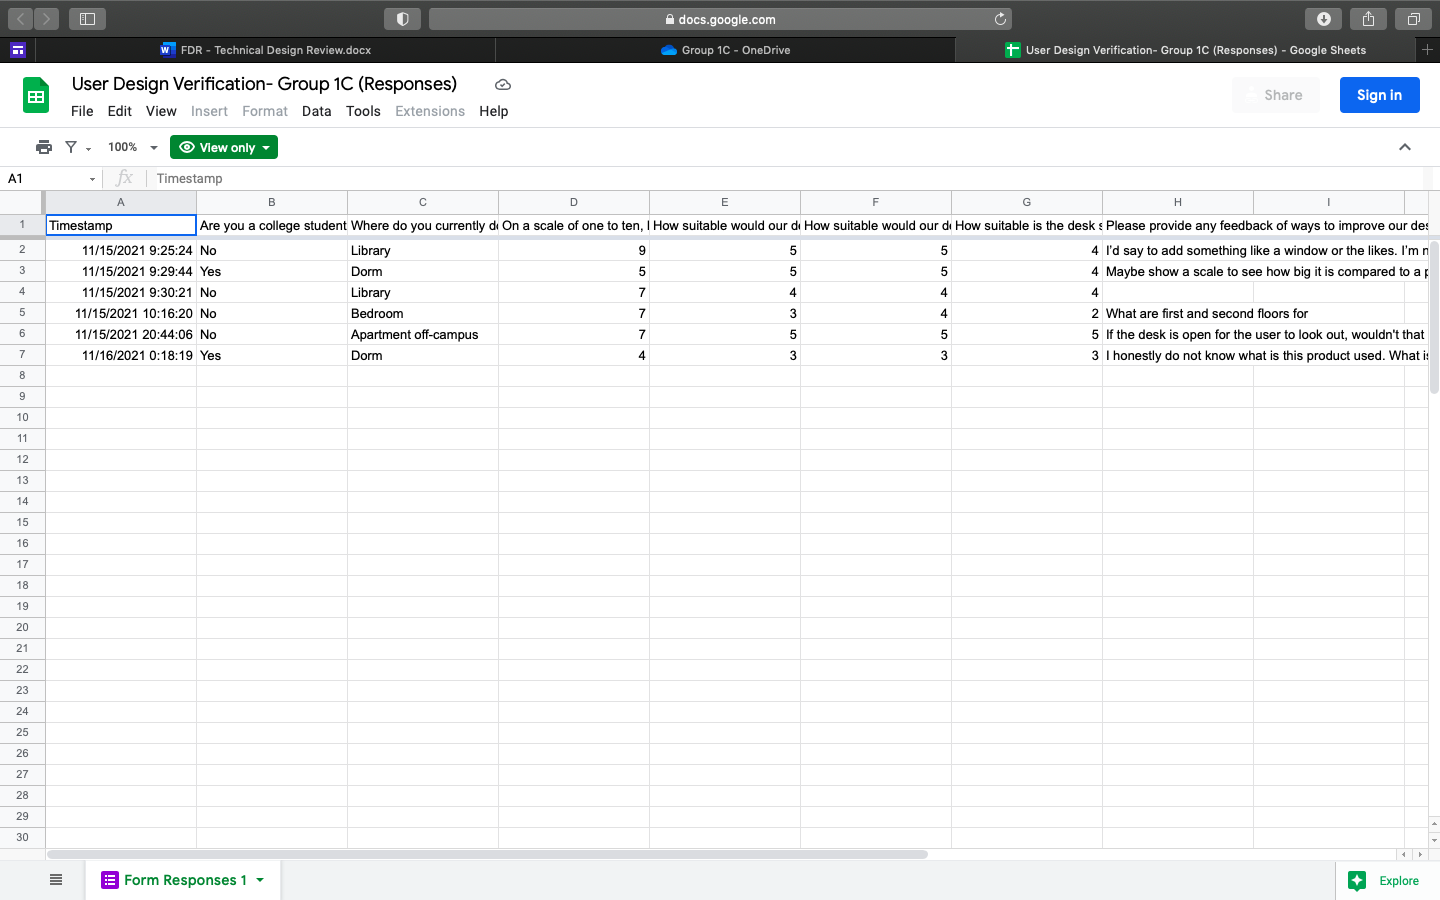 docs.google.com
FDR - Technical Design Review.docx
Group 1C - OneDrive
User Design Verification- Group 1C (Responses) - Google Sheets
User Design Verification- Group 1C (Responses)
Share
Sign in
File Edit View Insert Format Data Tools Extensions Help
100% View only
A1 fx Timestamp
A B C D E F G H I
1 Timestamp Are you a college student Where do you currently do On a scale of one to ten, How suitable would our de How suitable would our de How suitable is the desk s Please provide any feedback of ways to improve our des
2 11/15/2021 9:25:24 No Library 9 5 5 4 I'd say to add something like a window or the likes. I'm n
3 11/15/2021 9:29:44 Yes Dorm 5 5 5 4 Maybe show a scale to see how big it is compared to a p
4 11/15/2021 9:30:21 No Library 7 4 4 4
5 11/15/2021 10:16:20 No Bedroom 7 3 4 2 What are first and second floors for
6 11/15/2021 20:44:06 No Apartment off-campus 7 5 5 5 If the desk is open for the user to look out, wouldn't that
7 11/16/2021 0:18:19 Yes Dorm 4 3 3 3 I honestly do not know what is this product used. What is
8
9
10
11
12
13
14
15
16
17
18
19
20
21
22
23
24
25
26
27
28
29
30
Form Responses 1
Explore